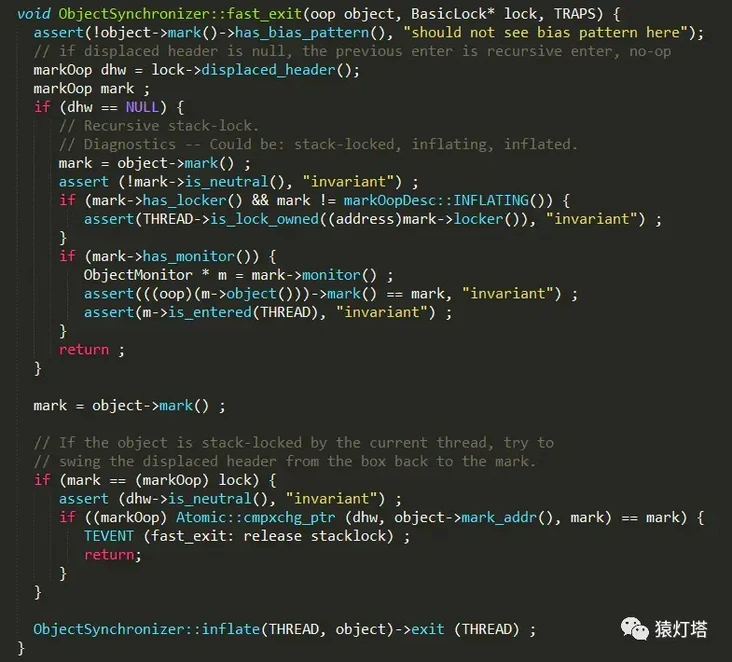 void ObjectSynchronizer::fast_exit(oop object, BasicLock* lock, TRAPS) {
  assert(!object->mark()->has_bias_pattern(), "should not see bias pattern here");
  // if displaced header is null, the previous enter is recursive enter, no-op
  markOop dhw = lock->displaced_header();
  markOop mark ;
  if (dhw == NULL) {
     // Recursive stack-lock.
     // Diagnostics -- Could be: stack-locked, inflating, inflated.
     mark = object->mark() ;
     assert (!mark->is_neutral(), "invariant") ;
     if (mark->has_locker() && mark != markOopDesc::INFLATING()) {
        assert(THREAD->is_lock_owned((address)mark->locker()), "invariant") ;
     }
     if (mark->has_monitor()) {
        ObjectMonitor * m = mark->monitor() ;
        assert(((oop)(m->object()))->mark() == mark, "invariant") ;
        assert(m->is_entered(THREAD), "invariant") ;
     }
     return ;
  }

  mark = object->mark() ;

  // If the object is stack-locked by the current thread, try to
  // swing the displaced header from the box back to the mark.
  if (mark == (markOop) lock) {
     assert (dhw->is_neutral(), "invariant") ;
     if ((markOop) Atomic::cmpxchg_ptr (dhw, object->mark_addr(), mark) == mark) {
        TEVENT (fast_exit: release stacklock) ;
        return;
     }
  }

  ObjectSynchronizer::inflate(THREAD, object)->exit (THREAD) ;
}
猿灯塔